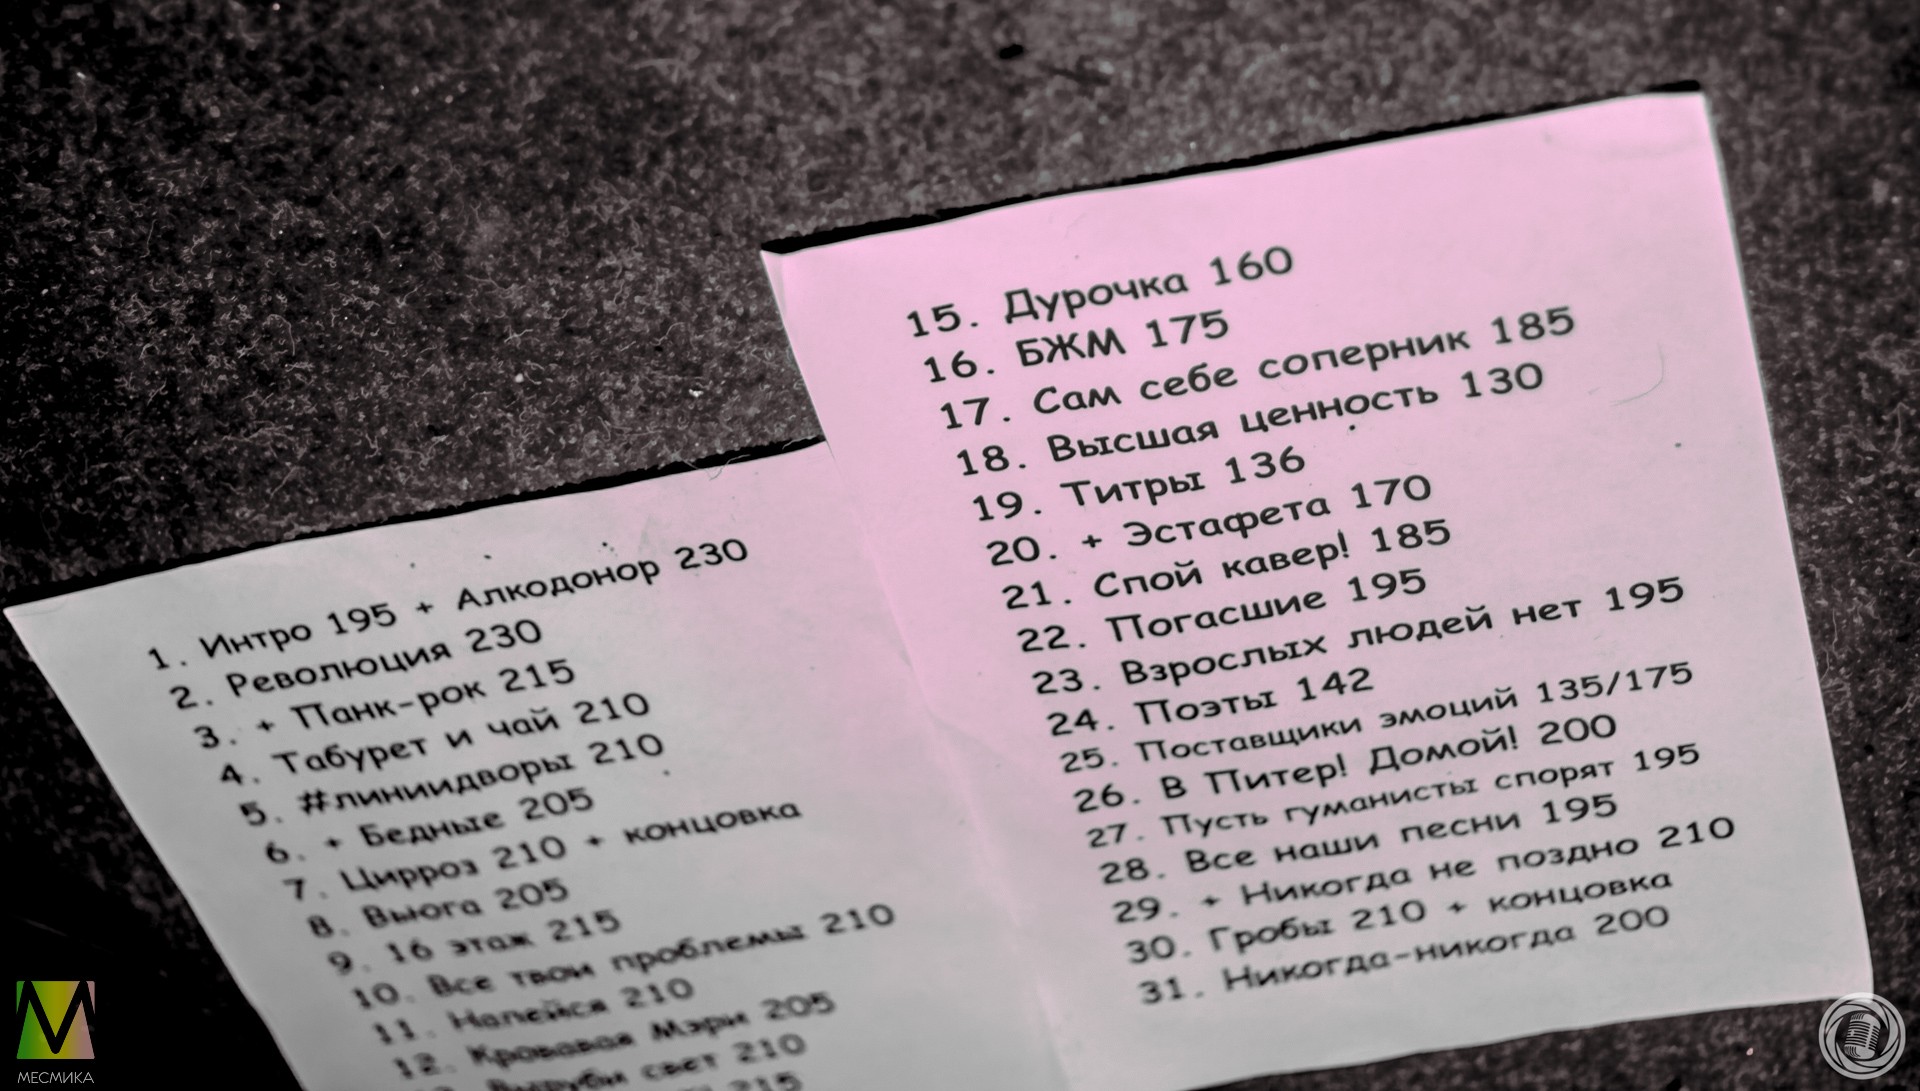 1. Интро 195 + Алкодонор 230
2. Революция 230
3. + Панк-рок 215
4. Табурет и чай 210
5. #линиидворы 210
6. + Бедные 205
7. Цирроз 210 + концовка
8. Вьюга 205
9. 16 этаж 215
10. Все твои проблемы 210
11. Напейся 210
12. Кровавая Мэри 205
Выруби свет 210
215
15. Дурочка 160
16. БЖМ 175
17. Сам себе соперник 185
18. Высшая ценность 130
19. Титры 136
20. + Эстафета 170
21. Спой кавер! 185
22. Погасшие 195
23. Взрослых людей нет 195
24. Поэты 142
25. Поставщики эмоций 135/175
26. В Питер! Домой! 200
27. Пусть гуманисты спорят 195
28. Все наши песни 195
29. + Никогда не поздно 210
30. Гробы 210 + концовка
31. Никогда-никогда 200
М
МЕСМИКА